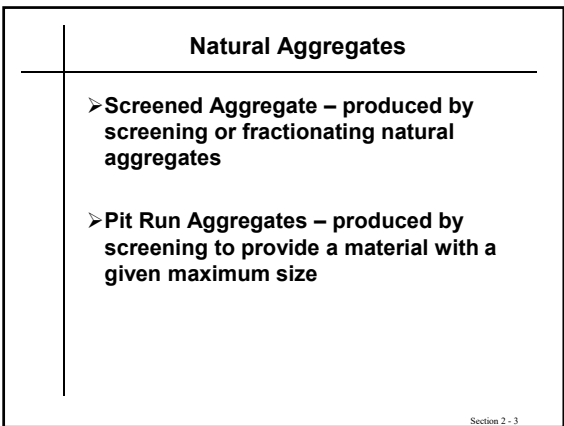 Natural Aggregates
➢Screened Aggregate – produced by
screening or fractionating natural
aggregates
➢Pit Run Aggregates – produced by
screening to provide a material with a
given maximum size
Section 2 - 3